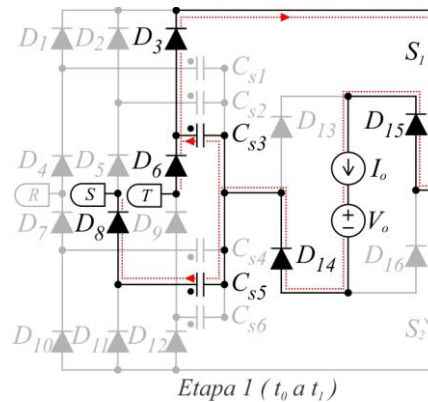 D1 D2 D3 S1
Cs1
Cs2
Cs3 D13 D15
D4 D5 D6 Io
R S T
D7 D8 D9 Vo
Cs4 D14 D16
Cs5
Cs6
D10 D11 D12 S2
Etapa 1 ( t0 a t1 )